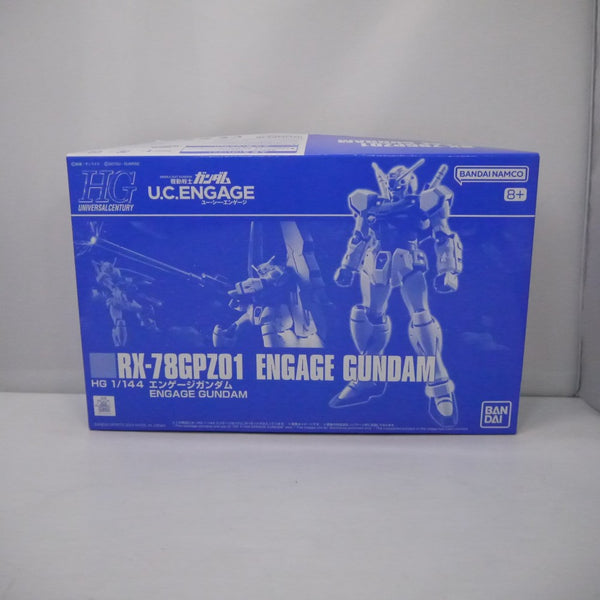 HG
UNIVERSAL CENTURY
機動戦士 ガンダム
U.C.ENGAGE
ユー.シー.エンゲージ
BANDAI NAMCO
8+
RX-78GPZ01 ENGAGE GUNDAM
HG 1/144 エンゲージガンダム
ENGAGE GUNDAM
BAN
DAI